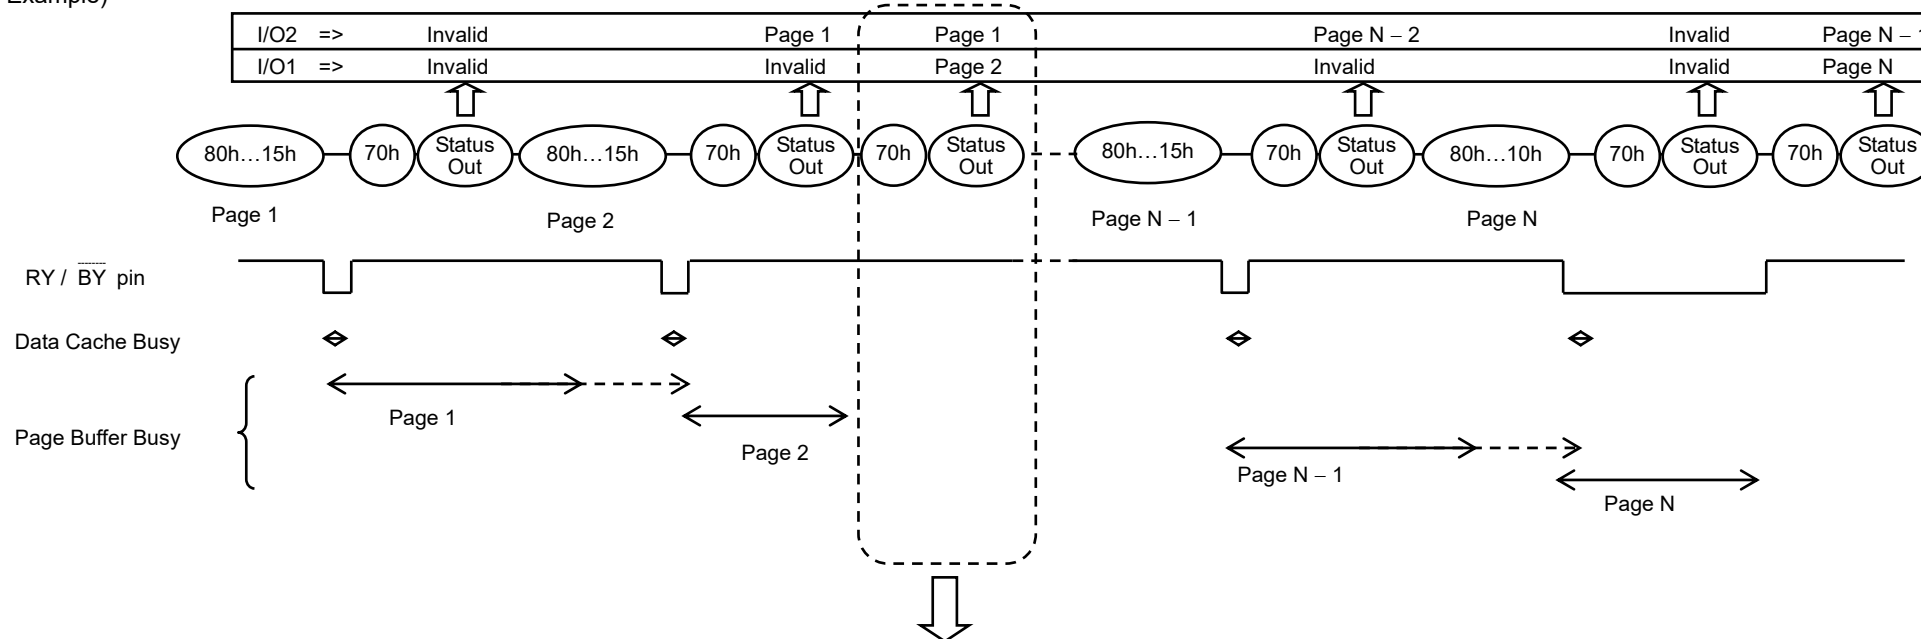 Example)
I/O2 => Invalid Page 1 Page 1 Page N – 2 Invalid Page N – 1
I/O1 => Invalid Invalid Page 2 Invalid Invalid Page N
80h…15h 70h Status Out 80h…15h 70h Status Out 70h Status Out 80h…15h 70h Status Out 80h…10h 70h Status Out 70h Status Out
Page 1 Page 2 Page N – 1 Page N
RY / BY pin
Data Cache Busy
Page 1
Page Buffer Busy
Page 2
Page N – 1
Page N